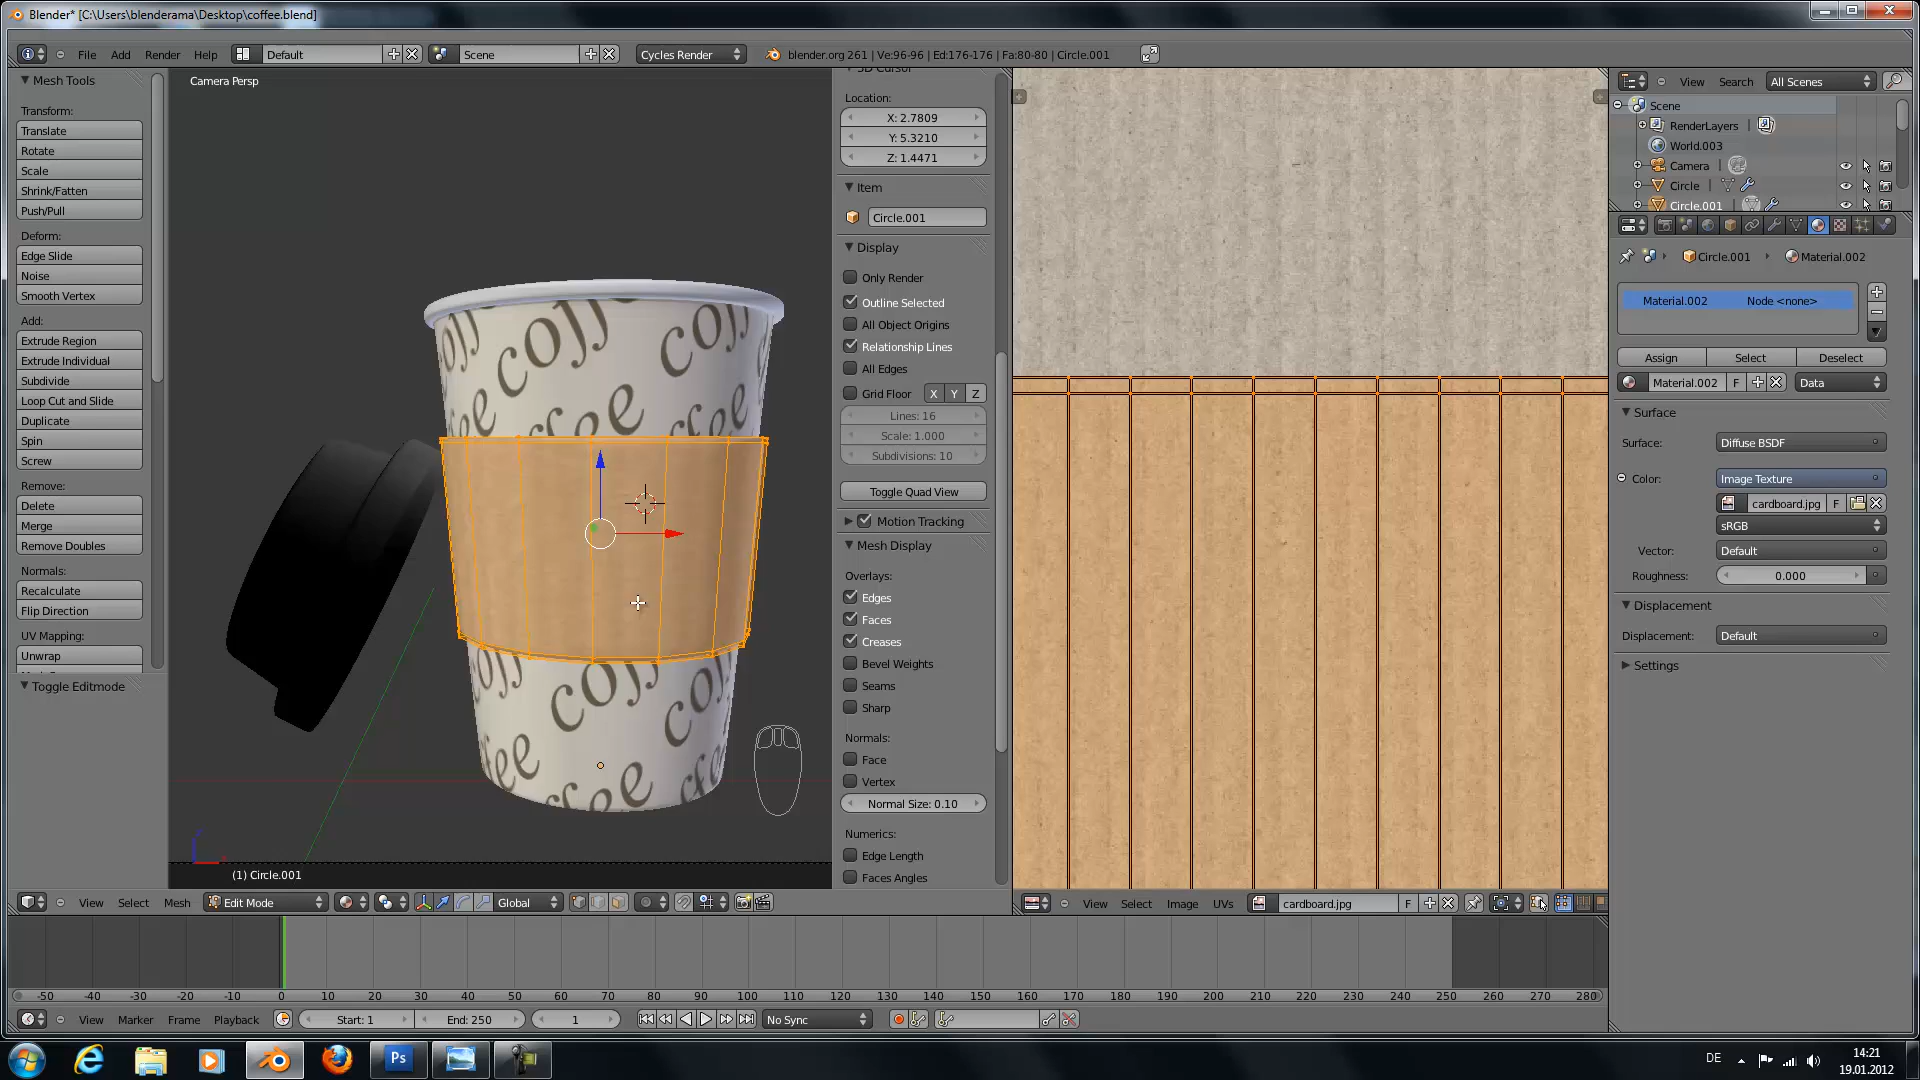 Blender* [C:\Users\blenderama\Desktop\coffee.blend]
File Add Render Help Default Scene Cycles Render blender.org 261 | Ve:96-96 | Ed:176-176 | Fa:80-80 | Circle.001
Mesh Tools
Transform:
Translate
Rotate
Scale
Shrink/Fatten
Push/Pull
Deform:
Edge Slide
Noise
Smooth Vertex
Add:
Extrude Region
Extrude Individual
Subdivide
Loop Cut and Slide
Duplicate
Spin
Screw
Remove:
Delete
Merge
Remove Doubles
Normals:
Recalculate
Flip Direction
UV Mapping:
Unwrap
Toggle Editmode
Camera Persp
(1) Circle.001
3D Cursor
Location:
X: 2.7809
Y: 5.3210
Z: 1.4471
Item
Circle.001
Display
Only Render
Outline Selected
All Object Origins
Relationship Lines
All Edges
Grid Floor X Y Z
Lines: 16
Scale: 1.000
Subdivisions: 10
Toggle Quad View
Motion Tracking
Mesh Display
Overlays:
Edges
Faces
Creases
Bevel Weights
Seams
Sharp
Normals:
Face
Vertex
Normal Size: 0.10
Numerics:
Edge Length
Faces Angles
View Select Mesh Edit Mode Global
View Select Image UVs cardboard.jpg F
View Search All Scenes
Scene
RenderLayers
World.003
Camera
Circle
Circle.001
Circle.001 Material.002
Material.002 Node <none>
Assign Select Deselect
Material.002 F Data
Surface
Surface: Diffuse BSDF
Color: Image Texture
cardboard.jpg F
sRGB
Vector: Default
Roughness: 0.000
Displacement
Displacement: Default
Settings
-50 -40 -30 -20 -10 0 10 20 30 40 50 60 70 80 90 100 110 120 130 140 150 160 170 180 190 200 210 220 230 240 250 260 270 280
View Marker Frame Playback Start: 1 End: 250 1 No Sync
Ps
DE
14:21
19.01.2012